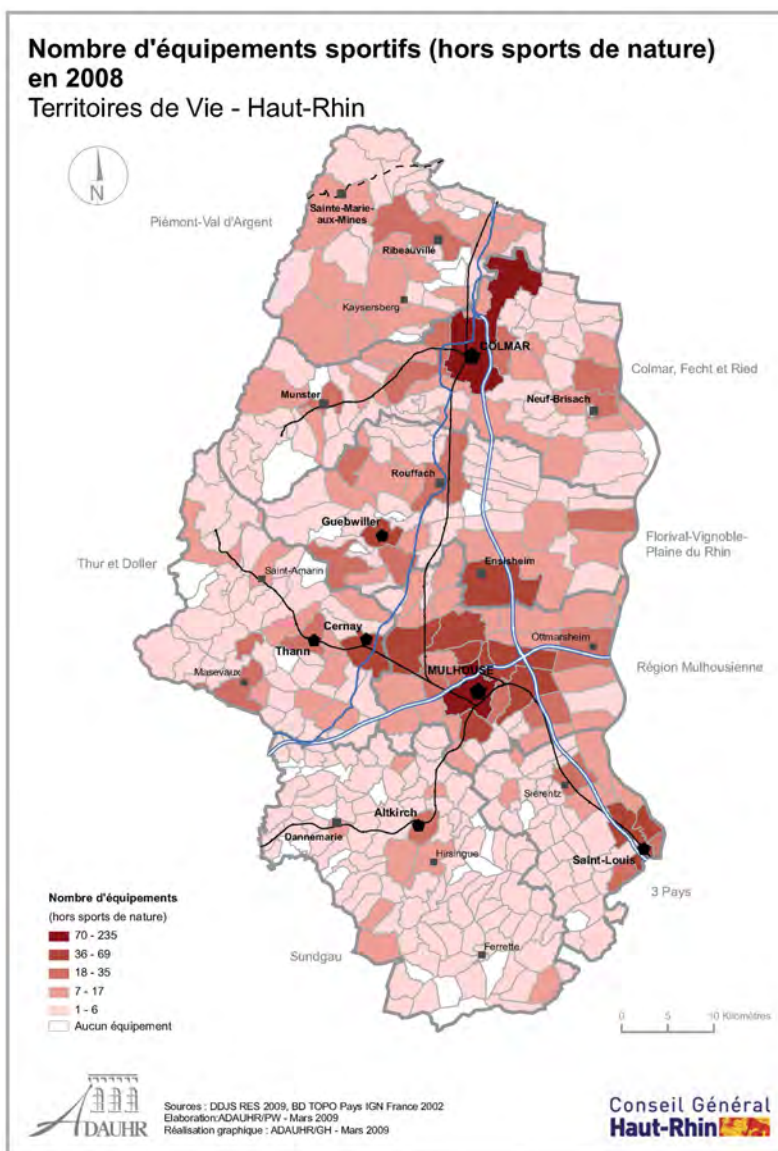 Nombre d'équipements sportifs (hors sports de nature)
en 2008
Territoires de Vie - Haut-Rhin
N
Sainte-Marie-
aux-Mines
Piémont-Val d'Argent
Ribeauvillé
Kaysersberg
COLMAR
Colmar, Fecht et Ried
Munster
Neuf-Brisach
Rouffach
Guebwiller
Florival-Vignoble-
Plaine du Rhin
Thur et Doller
Ensisheim
Saint-Amarin
Cernay
Thann
Ottmarsheim
MULHOUSE
Région Mulhousienne
Masevaux
Sierentz
Altkirch
Dannemarie
Hirsingue
Saint-Louis
3 Pays
Sundgau
Ferrette
Nombre d'équipements
(hors sports de nature)
70 - 235
36 - 69
18 - 35
7 - 17
1 - 6
Aucun équipement
0 5 10 Kilomètres
ADAUHR
Sources : DDJS RES 2009, BD TOPO Pays IGN France 2002
Elaboration:ADAUHR/PW - Mars 2009
Réalisation graphique : ADAUHR/GH - Mars 2009
Conseil Général
Haut-Rhin